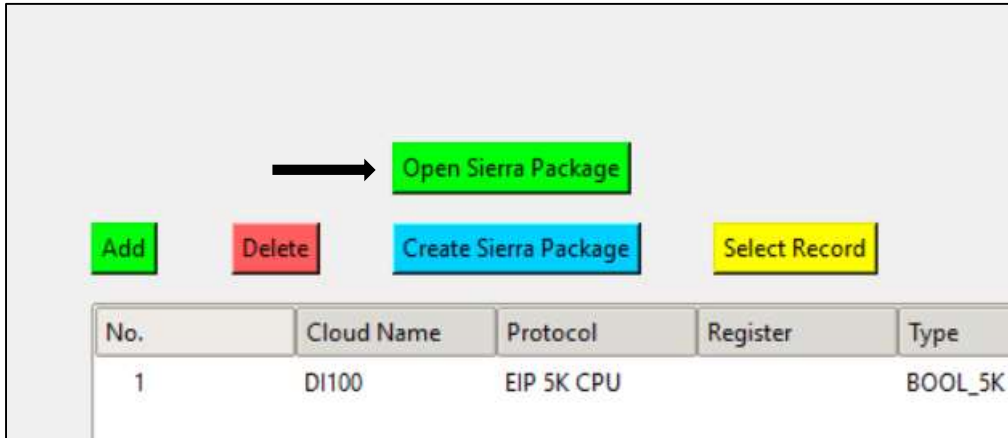 Open Sierra Package
Add Delete Create Sierra Package Select Record
No. Cloud Name Protocol Register Type
1 DI100 EIP 5K CPU BOOL_5K